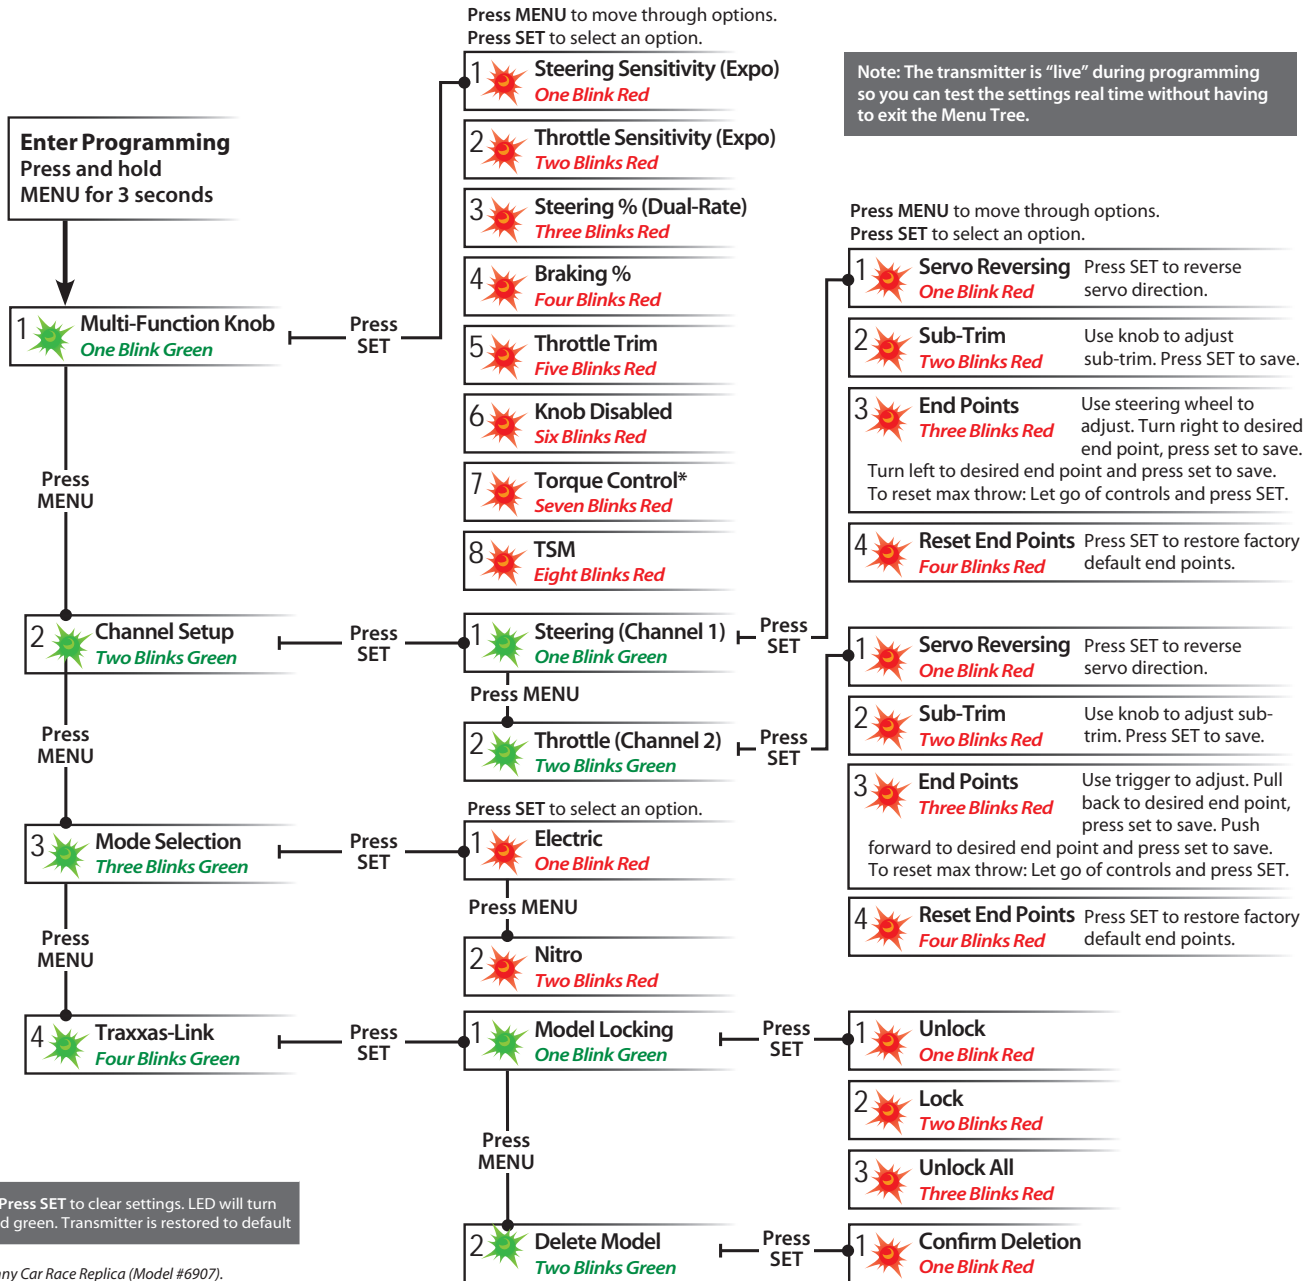 Press MENU to move through options.
Press SET to select an option.
1 Steering Sensitivity (Expo)
One Blink Red
2 Throttle Sensitivity (Expo)
Two Blinks Red
3 Steering % (Dual-Rate)
Three Blinks Red
4 Braking %
Four Blinks Red
5 Throttle Trim
Five Blinks Red
6 Knob Disabled
Six Blinks Red
7 Torque Control*
Seven Blinks Red
8 TSM
Eight Blinks Red
Note: The transmitter is “live” during programming
so you can test the settings real time without having
to exit the Menu Tree.
Enter Programming
Press and hold
MENU for 3 seconds
1 Multi-Function Knob
One Blink Green
Press
SET
Press
MENU
2 Channel Setup
Two Blinks Green
Press
SET
1 Steering (Channel 1)
One Blink Green
Press
SET
Press MENU
2 Throttle (Channel 2)
Two Blinks Green
Press
SET
Press MENU to move through options.
Press SET to select an option.
1 Servo Reversing
One Blink Red
Press SET to reverse
servo direction.
2 Sub-Trim
Two Blinks Red
Use knob to adjust
sub-trim. Press SET to save.
3 End Points
Three Blinks Red
Use steering wheel to
adjust. Turn right to desired
end point, press set to save.
Turn left to desired end point and press set to save.
To reset max throw: Let go of controls and press SET.
4 Reset End Points
Four Blinks Red
Press SET to restore factory
default end points.
1 Servo Reversing
One Blink Red
Press SET to reverse
servo direction.
2 Sub-Trim
Two Blinks Red
Use knob to adjust sub-
trim. Press SET to save.
3 End Points
Three Blinks Red
Use trigger to adjust. Pull
back to desired end point,
press set to save. Push
forward to desired end point and press set to save.
To reset max throw: Let go of controls and press SET.
4 Reset End Points
Four Blinks Red
Press SET to restore factory
default end points.
Press
MENU
3 Mode Selection
Three Blinks Green
Press
SET
Press SET to select an option.
1 Electric
One Blink Red
Press MENU
2 Nitro
Two Blinks Red
Press
MENU
4 Traxxas-Link
Four Blinks Green
Press
SET
1 Model Locking
One Blink Green
Press
SET
1 Unlock
One Blink Red
2 Lock
Two Blinks Red
3 Unlock All
Three Blinks Red
Press
MENU
2 Delete Model
Two Blinks Green
Press
SET
1 Confirm Deletion
One Blink Red
Press SET to clear settings. LED will turn
d green. Transmitter is restored to default
ny Car Race Replica (Model #6907).